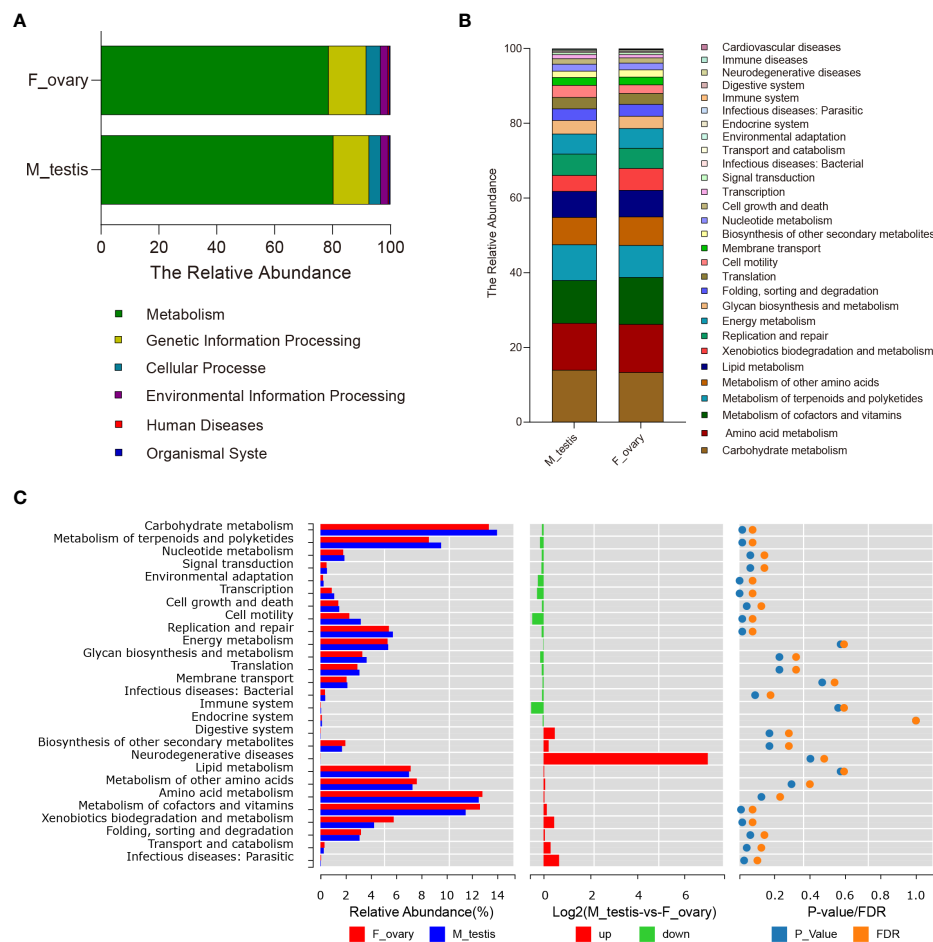 A
F_ovary
M_testis
0 20 40 60 80 100
The Relative Abundance
Metabolism
Genetic Information Processing
Cellular Processe
Environmental Information Processing
Human Diseases
Organismal Syste
B
The Relative Abundance
100
80
60
40
20
0
M_testis
F_ovary
Cardiovascular diseases
Immune diseases
Neurodegenerative diseases
Digestive system
Immune system
Infectious diseases: Parasitic
Endocrine system
Environmental adaptation
Transport and catabolism
Infectious diseases: Bacterial
Signal transduction
Transcription
Cell growth and death
Nucleotide metabolism
Biosynthesis of other secondary metabolites
Membrane transport
Cell motility
Translation
Folding, sorting and degradation
Glycan biosynthesis and metabolism
Energy metabolism
Replication and repair
Xenobiotics biodegradation and metabolism
Lipid metabolism
Metabolism of other amino acids
Metabolism of terpenoids and polyketides
Metabolism of cofactors and vitamins
Amino acid metabolism
Carbohydrate metabolism
C
Carbohydrate metabolism
Metabolism of terpenoids and polyketides
Nucleotide metabolism
Signal transduction
Environmental adaptation
Transcription
Cell growth and death
Cell motility
Replication and repair
Energy metabolism
Glycan biosynthesis and metabolism
Translation
Membrane transport
Infectious diseases: Bacterial
Immune system
Endocrine system
Digestive system
Biosynthesis of other secondary metabolites
Neurodegenerative diseases
Lipid metabolism
Metabolism of other amino acids
Amino acid metabolism
Metabolism of cofactors and vitamins
Xenobiotics biodegradation and metabolism
Folding, sorting and degradation
Transport and catabolism
Infectious diseases: Parasitic
0 2 4 6 8 10 12 14
Relative Abundance(%)
F_ovary M_testis
0 2 4 6
Log2(M_testis-vs-F_ovary)
up down
0.2 0.4 0.6 0.8 1.0
P-value/FDR
P_Value FDR